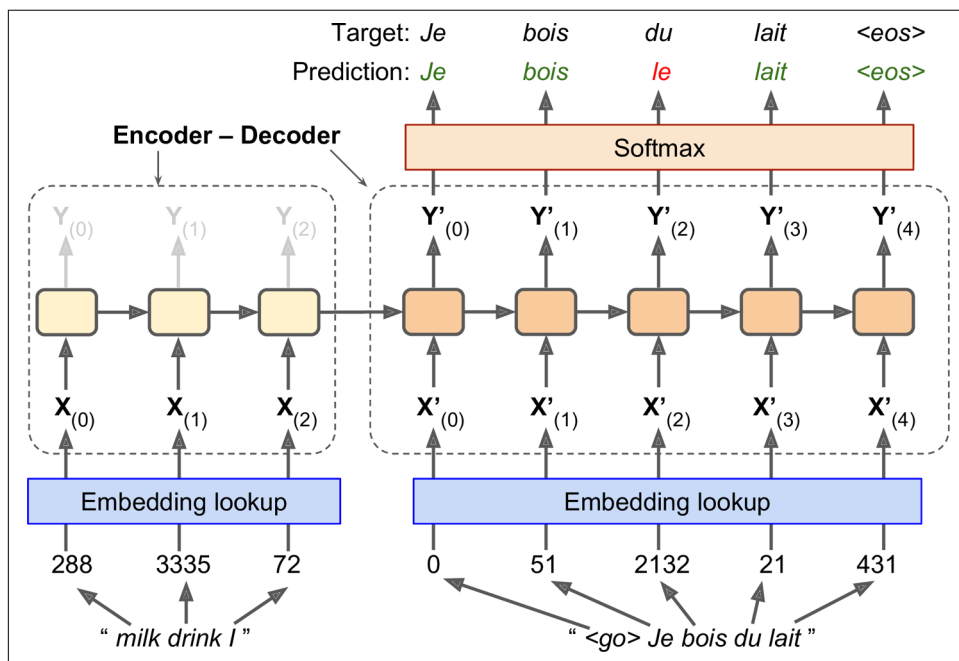 Target: Je bois du lait <eos>
Prediction: Je bois le lait <eos>
Encoder – Decoder
Softmax
Y(0) Y(1) Y(2) Y’(0) Y’(1) Y’(2) Y’(3) Y’(4)
X(0) X(1) X(2) X’(0) X’(1) X’(2) X’(3) X’(4)
Embedding lookup Embedding lookup
288 3335 72 0 51 2132 21 431
“ milk drink I ” “ <go> Je bois du lait ”